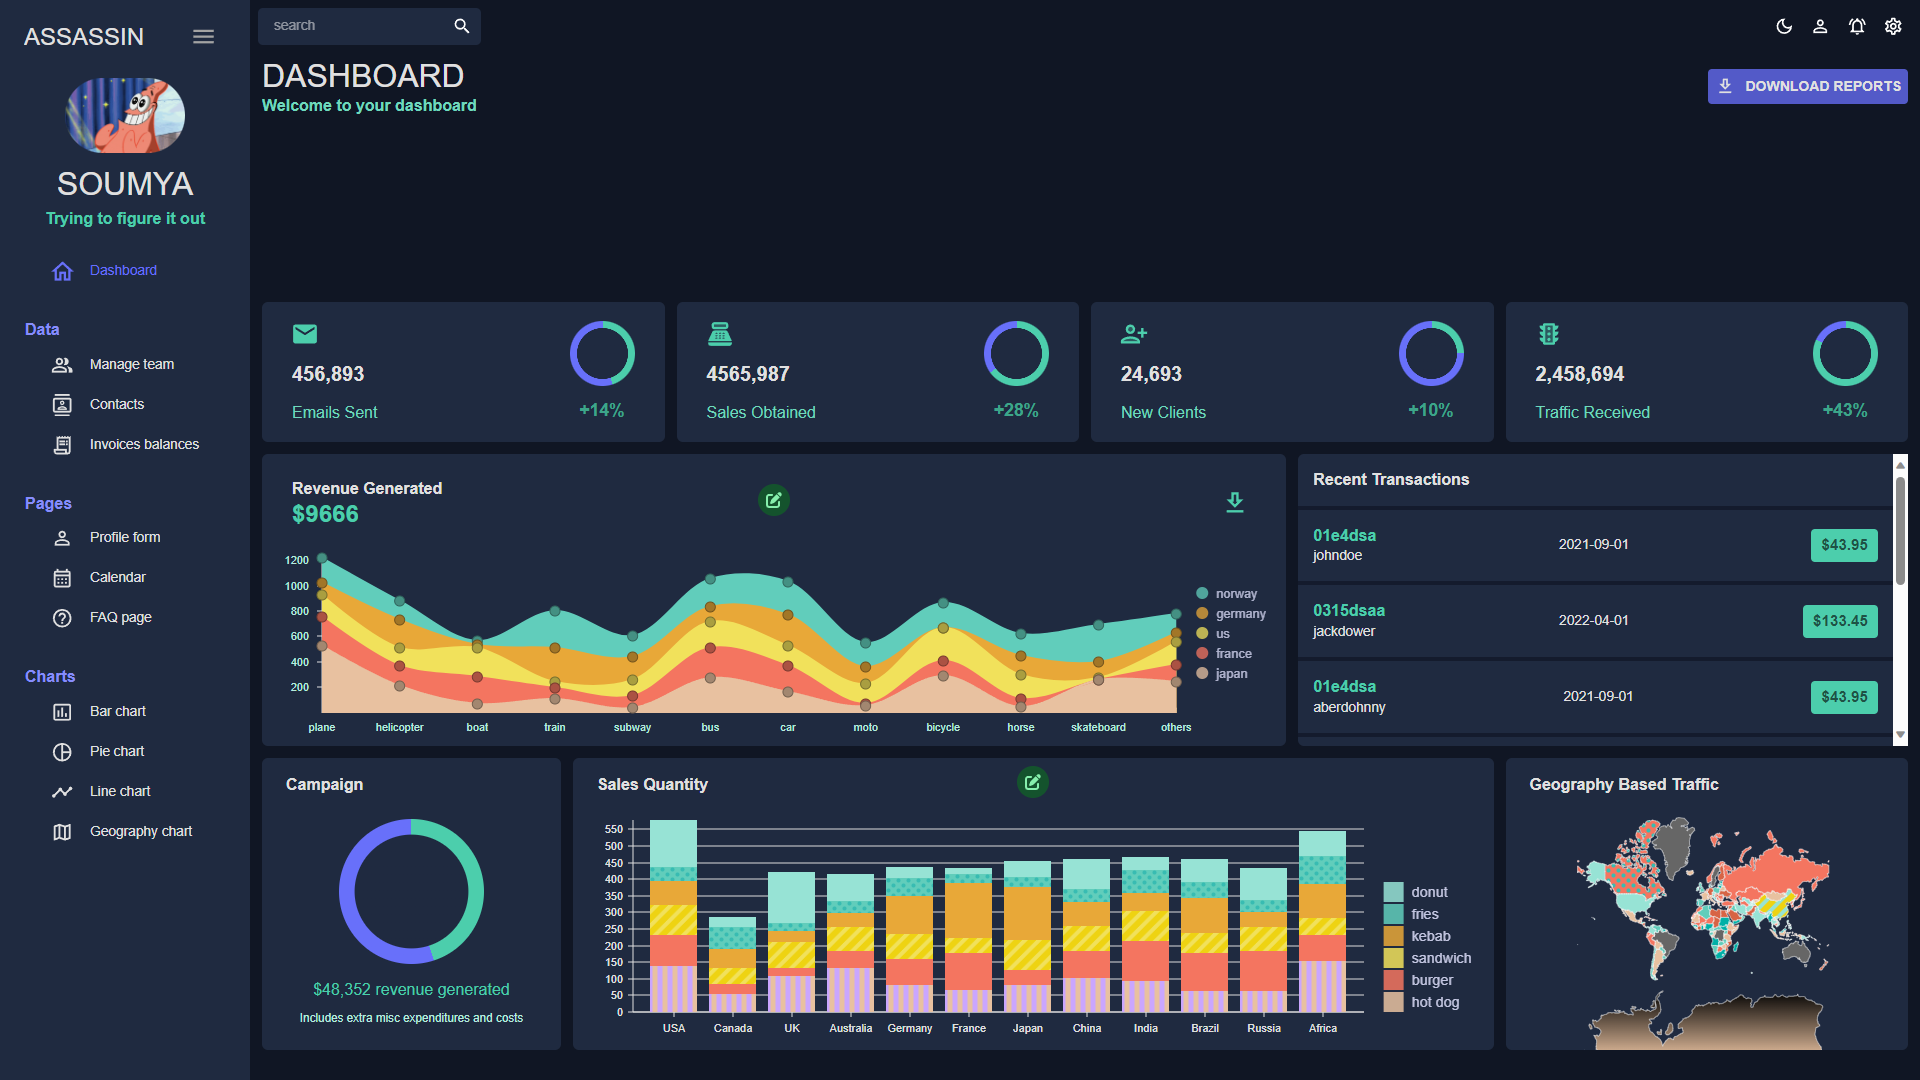 ASSASSIN
SOUMYA
Trying to figure it out
Dashboard
Data
Manage team
Contacts
Invoices balances
Pages
Profile form
Calendar
FAQ page
Charts
Bar chart
Pie chart
Line chart
Geography chart
search
DASHBOARD
Welcome to your dashboard
DOWNLOAD REPORTS
456,893
Emails Sent
+14%
4565,987
Sales Obtained
+28%
24,693
New Clients
+10%
2,458,694
Traffic Received
+43%
Revenue Generated
$9666
1200
1000
800
600
400
200
plane helicopter boat train subway bus car moto bicycle horse skateboard others
norway
germany
us
france
japan
Recent Transactions
01e4dsa
johndoe
2021-09-01
$43.95
0315dsaa
jackdower
2022-04-01
$133.45
01e4dsa
aberdohnny
2021-09-01
$43.95
Campaign
$48,352 revenue generated
Includes extra misc expenditures and costs
Sales Quantity
550
500
450
400
350
300
250
200
150
100
50
0
USA Canada UK Australia Germany France Japan China India Brazil Russia Africa
donut
fries
kebab
sandwich
burger
hot dog
Geography Based Traffic